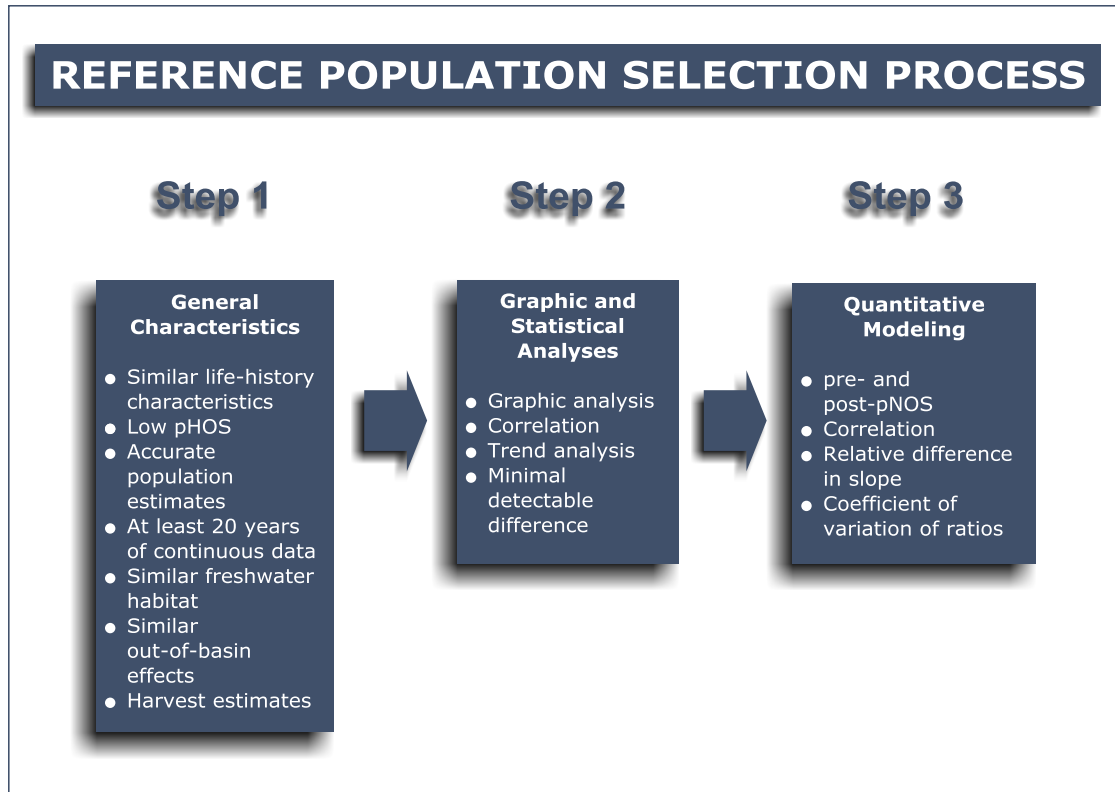 REFERENCE POPULATION SELECTION PROCESS
Step 1
Step 2
Step 3
General
Characteristics
● Similar life-history
characteristics
● Low pHOS
● Accurate
population
estimates
● At least 20 years
of continuous data
● Similar freshwater
habitat
● Similar
out-of-basin
effects
● Harvest estimates
Graphic and
Statistical
Analyses
● Graphic analysis
● Correlation
● Trend analysis
● Minimal
detectable
difference
Quantitative
Modeling
● pre- and
post-pNOS
● Correlation
● Relative difference
in slope
● Coefficient of
variation of ratios